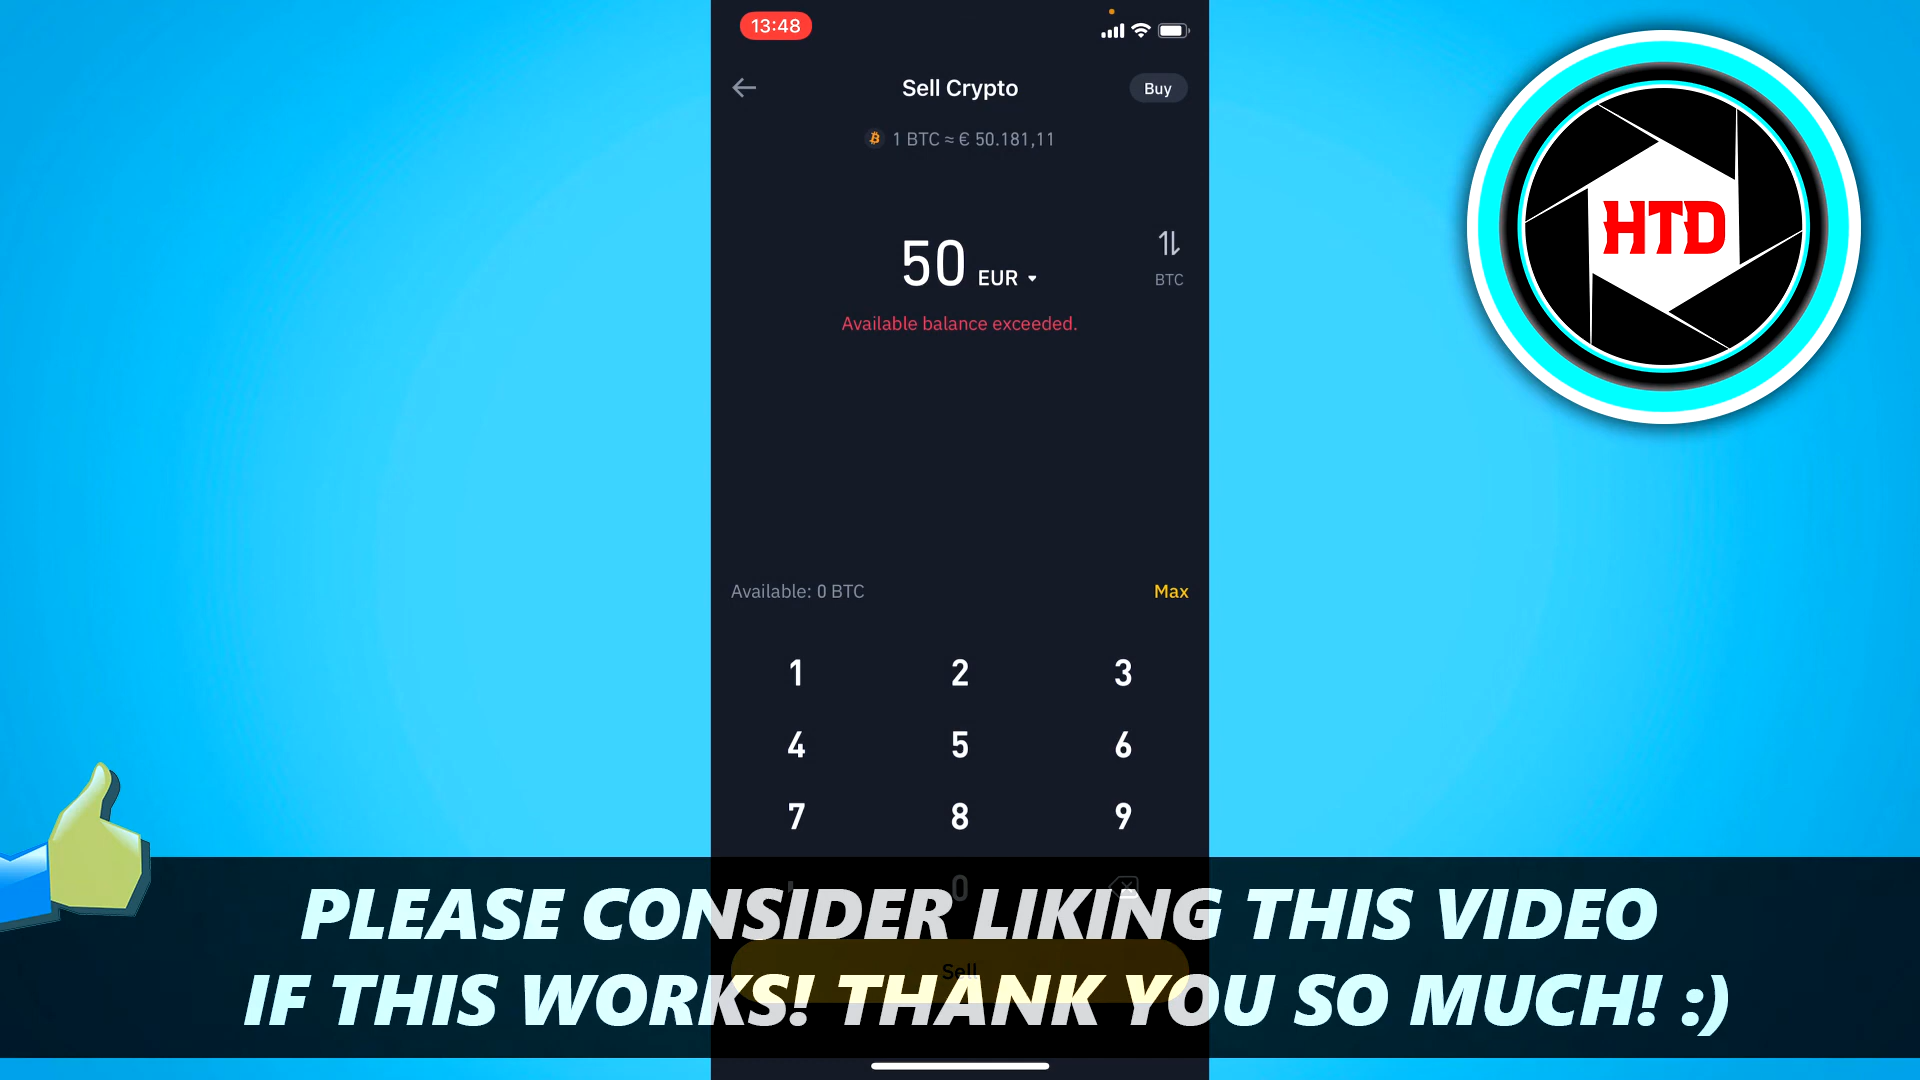 13:48
Sell Crypto
Buy
1 BTC ≈ € 50.181,11
HTD
50 EUR
BTC
Available balance exceeded.
Available: 0 BTC
Max
1 2 3
4 5 6
7 8 9
, 0
PLEASE CONSIDER LIKING THIS VIDEO
Sell
IF THIS WORKS! THANK YOU SO MUCH! :)